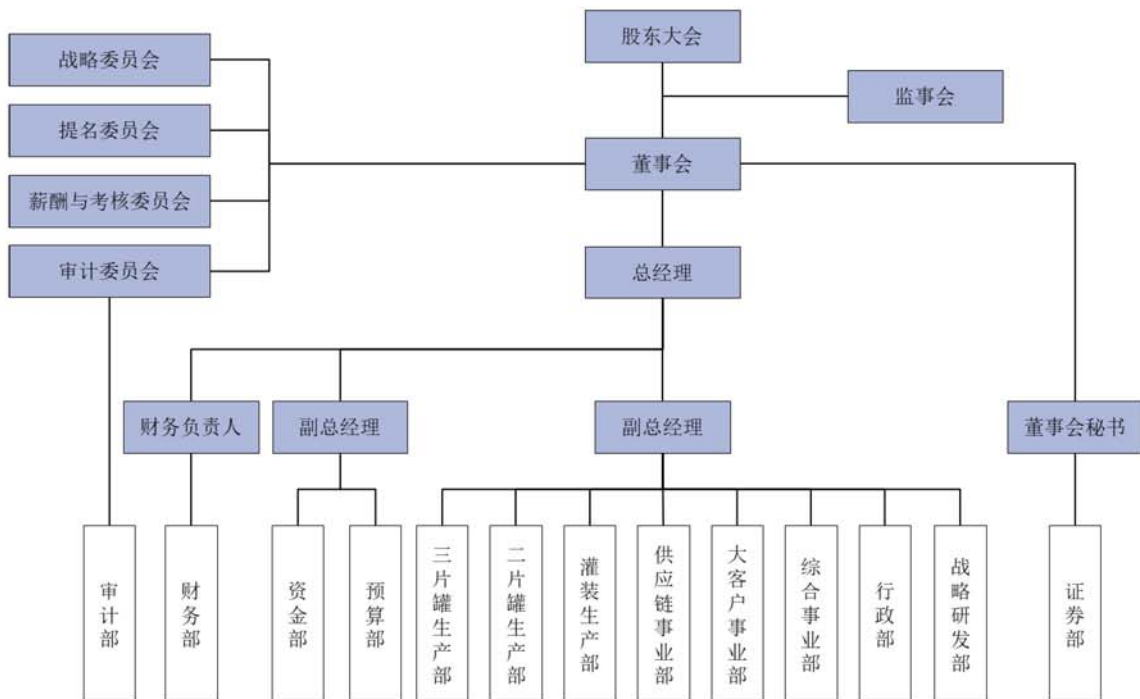 股东大会
战略委员会
监事会
提名委员会
董事会
薪酬与考核委员会
审计委员会
总经理
财务负责人
副总经理
副总经理
董事会秘书
审计部
财务部
资金部
预算部
三片罐生产部
二片罐生产部
灌装生产部
供应链事业部
大客户事业部
综合事业部
行政部
战略研发部
证券部